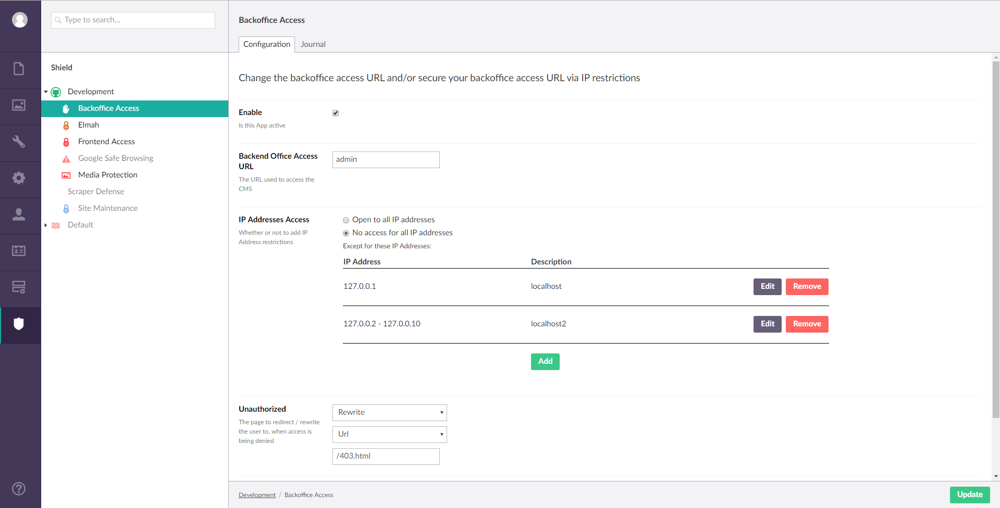 Type to search...
Shield
Development
Backoffice Access
Elmah
Frontend Access
Google Safe Browsing
Media Protection
Scraper Defense
Site Maintenance
Default
Backoffice Access
Configuration Journal
Change the backoffice access URL and/or secure your backoffice access URL via IP restrictions
Enable
Is this App active
Backend Office Access
URL
The URL used to access the
CMS
admin
IP Addresses Access
Whether or not to add IP
Address restrictions
Open to all IP addresses
No access for all IP addresses
Except for these IP Addresses:
IP Address Description
127.0.0.1 localhost Edit Remove
127.0.0.2 - 127.0.0.10 localhost2 Edit Remove
Add
Unauthorized
The page to redirect / rewrite
the user to, when access is
being denied
Rewrite
Url
/403.html
Development / Backoffice Access
Update